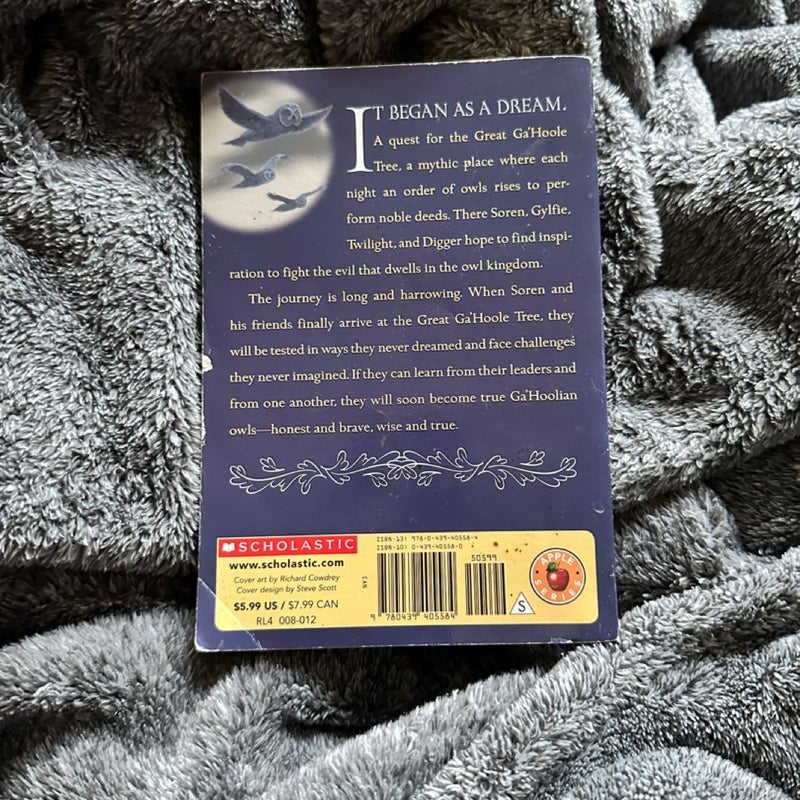 IT BEGAN AS A DREAM.
A quest for the Great Ga'Hoole
Tree, a mythic place where each
night an order of owls rises to per-
form noble deeds. There Soren, Gylfie,
Twilight, and Digger hope to find inspi-
ration to fight the evil that dwells in the owl kingdom.
The journey is long and harrowing. When Soren and
his friends finally arrive at the Great Ga'Hoole Tree, they
will be tested in ways they never dreamed and face challenges
they never imagined. If they can learn from their leaders and
from one another, they will soon become true Ga'Hoolian
owls—honest and brave, wise and true.
SCHOLASTIC
www.scholastic.com
Cover art by Richard Cowdrey
Cover design by Steve Scott
$5.99 US / $7.99 CAN
RL4 008-012
ISBN-13: 978-0-439-40558-4
ISBN-10: 0-439-40558-0
50599
CAN
9 780439 405584
S
APPLE
SERIES